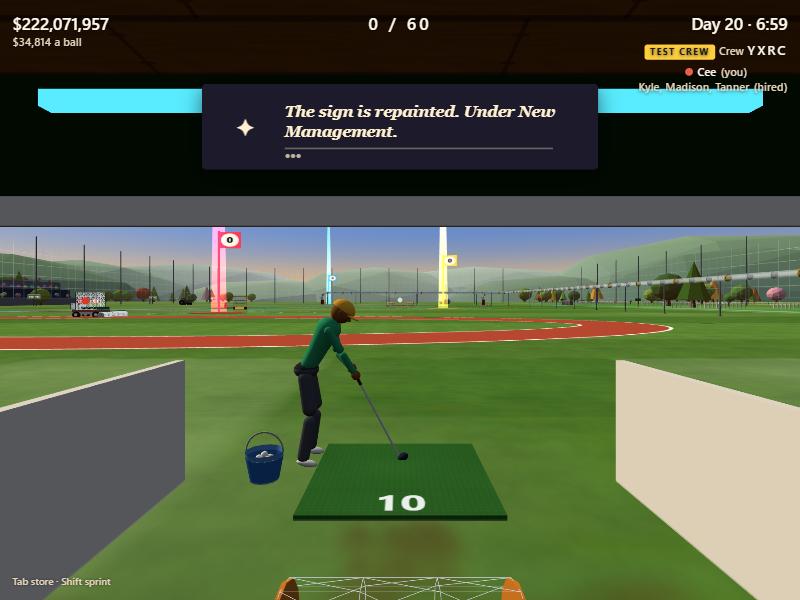 $222,071,957
$34,814 a ball
0 / 60
Day 20 · 6:59
TEST CREW Crew YXRC
Cee (you)
Kyle, Madison, Tanner (hired)
The sign is repainted. Under New
Management.
0
0
10
Tab store · Shift sprint